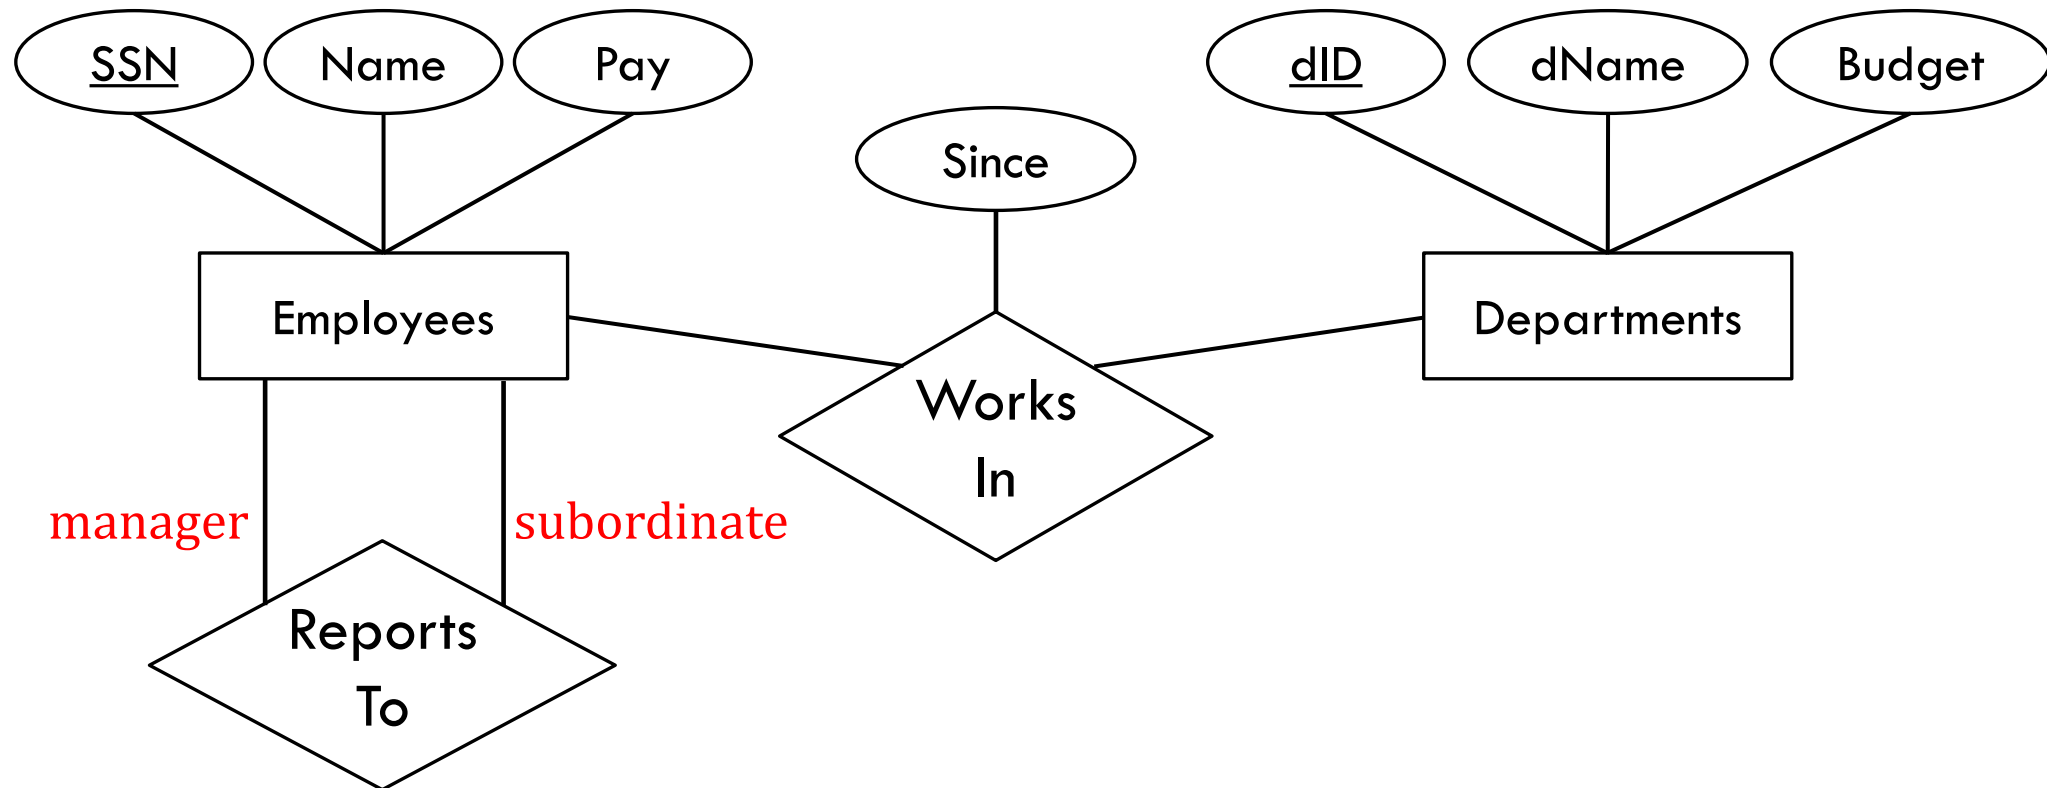 SSN
Name
Pay
dID
dName
Budget
Since
Employees
Departments
Works
In
manager
subordinate
Reports
To